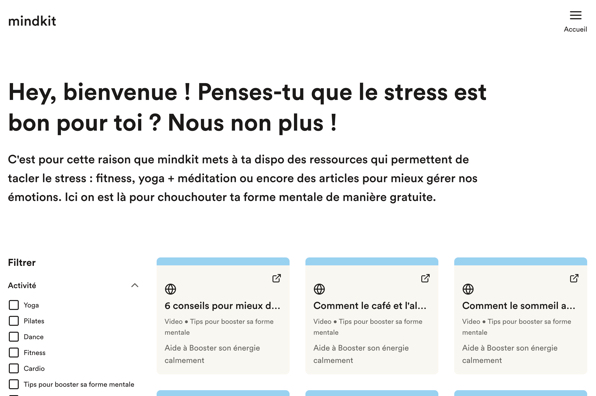 mindkit
Accueil
Hey, bienvenue ! Penses-tu que le stress est
bon pour toi ? Nous non plus !
C'est pour cette raison que mindkit mets à ta dispo des ressources qui permettent de
tacler le stress : fitness, yoga + méditation ou encore des articles pour mieux gérer nos
émotions. Ici on est là pour chouchouter ta forme mentale de manière gratuite.
Filtrer
Activité
Yoga
Pilates
Dance
Fitness
Cardio
Tips pour booster sa forme mentale
6 conseils pour mieux d...
Video • Tips pour booster sa forme
mentale
Aide à Booster son énergie
calmement
Comment le café et l'al...
Video • Tips pour booster sa forme
mentale
Aide à Booster son énergie
calmement
Comment le sommeil a...
Video • Tips pour booster sa forme
mentale
Aide à Booster son énergie
calmement